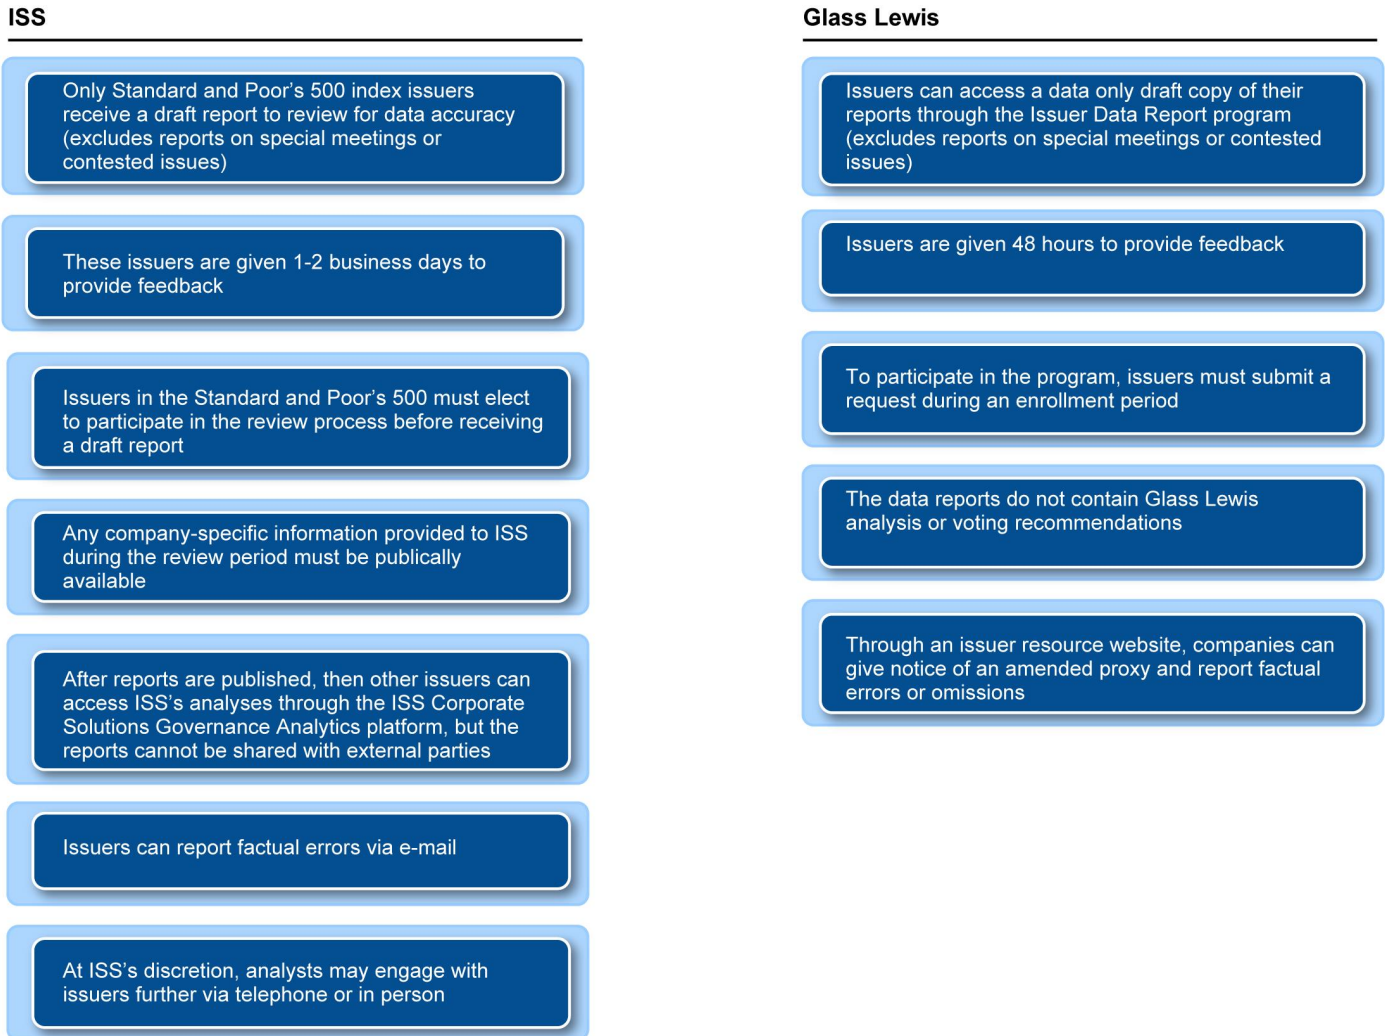 ISS
Only Standard and Poor's 500 index issuers
receive a draft report to review for data accuracy
(excludes reports on special meetings or
contested issues)
These issuers are given 1-2 business days to
provide feedback
Issuers in the Standard and Poor's 500 must elect
to participate in the review process before receiving
a draft report
Any company-specific information provided to ISS
during the review period must be publically
available
After reports are published, then other issuers can
access ISS's analyses through the ISS Corporate
Solutions Governance Analytics platform, but the
reports cannot be shared with external parties
Issuers can report factual errors via e-mail
At ISS's discretion, analysts may engage with
issuers further via telephone or in person
Glass Lewis
Issuers can access a data only draft copy of their
reports through the Issuer Data Report program
(excludes reports on special meetings or contested
issues)
Issuers are given 48 hours to provide feedback
To participate in the program, issuers must submit a
request during an enrollment period
The data reports do not contain Glass Lewis
analysis or voting recommendations
Through an issuer resource website, companies can
give notice of an amended proxy and report factual
errors or omissions